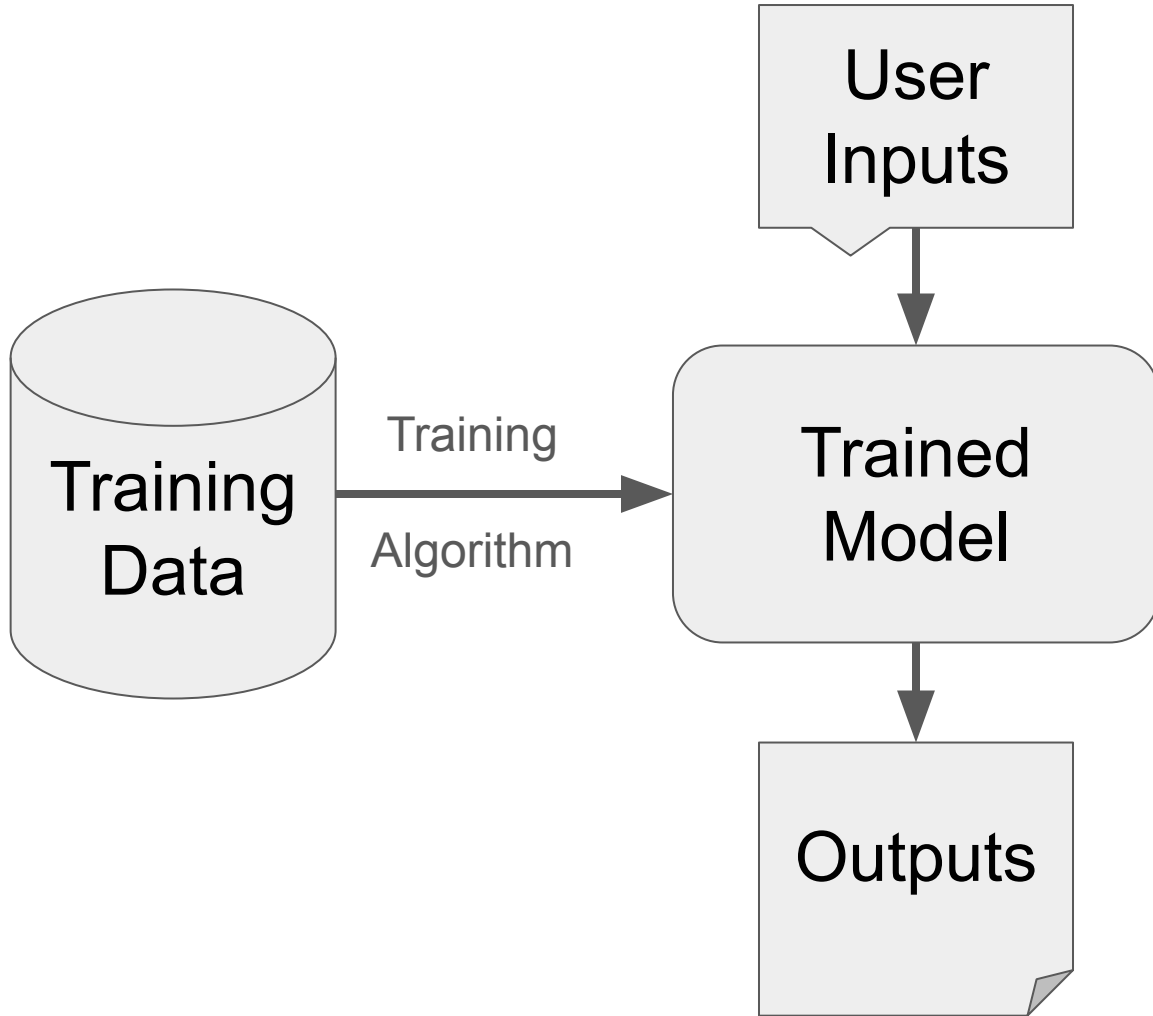 User
Inputs
Training
Data
Training
Algorithm
Trained
Model
Outputs